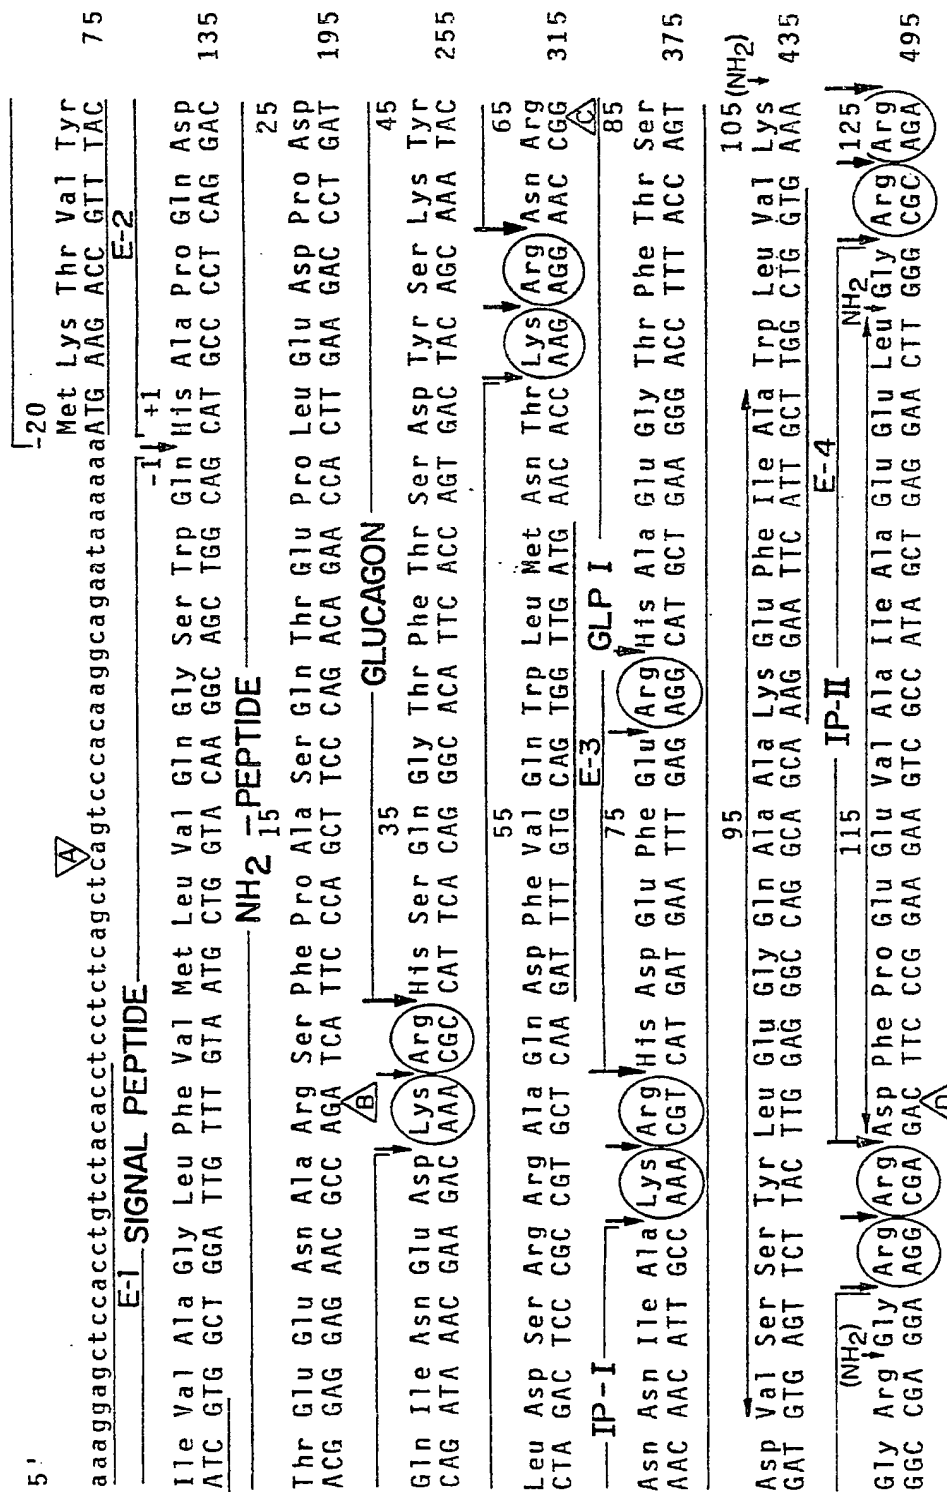 5'
-20
Met Lys Thr Val Tyr
aaaggagctccacctgtctacacctcctctcagctcagtcccacaaggcagaataaaaaaATG AAG ACC GTT TAC 75
A
E-1 SIGNAL PEPTIDE -1 +1 E-2
Ile Val Ala Gly Leu Phe Val Met Leu Val Gln Gly Ser Trp Gln His Ala Pro Gln Asp
ATC GTG GCT GGA TTG TTT GTA ATG CTG GTA CAA GGC AGC TGG CAG CAT GCC CCT CAG GAC 135
NH2 - PEPTIDE
15 25
Thr Glu Glu Asn Ala Arg Ser Phe Pro Ala Ser Gln Thr Glu Pro Leu Glu Asp Pro Asp
ACG GAG GAG AAC GCC AGA TCA TTC CCA GCT TCC CAG ACA GAA CCA CTT GAA GAC CCT GAT 195
B
GLUCAGON
35 45
Gln Ile Asn Glu Asp Lys Arg His Ser Gln Gly Thr Phe Thr Ser Asp Tyr Ser Lys Tyr
CAG ATA AAC GAA GAC AAA CGC CAT TCA CAG GGC ACA TTC ACC AGT GAC TAC AGC AAA TAC 255
55 65
Leu Asp Ser Arg Arg Ala Gln Asp Phe Val Gln Trp Leu Met Asn Thr Lys Arg Asn Arg
CTA GAC TCC CGC CGT GCT CAA GAT TTT GTG CAG TGG TTG ATG AAC ACC AAG AGG AAC CGG 315
C
IP-I E-3 GLP I
75 85
Asn Asn Ile Ala Lys Arg His Asp Glu Phe Glu Arg His Ala Glu Gly Thr Phe Thr Ser
AAC AAC ATT GCC AAA CGT CAT GAT GAA TTT GAG AGG CAT GCT GAA GGG ACC TTT ACC AGT 375
95 105 (NH2)
Asp Val Ser Ser Tyr Leu Glu Gly Gln Ala Ala Lys Glu Phe Ile Ala Trp Leu Val Lys
GAT GTG AGT TCT TAC TTG GAG GGC CAG GCA GCA AAG GAA TTC ATT GCT TGG CTG GTG AAA 435
IP-II E-4
(NH2) 115 NH2 125
Gly Arg Gly Arg Arg Asp Phe Pro Glu Glu Val Ala Ile Ala Glu Glu Leu Gly Arg Arg
GGC CGA GGA AGG CGA GAC TTC CCG GAA GAA GTC GCC ATA GCT GAG GAA CTT GGG CGC AGA 495
D